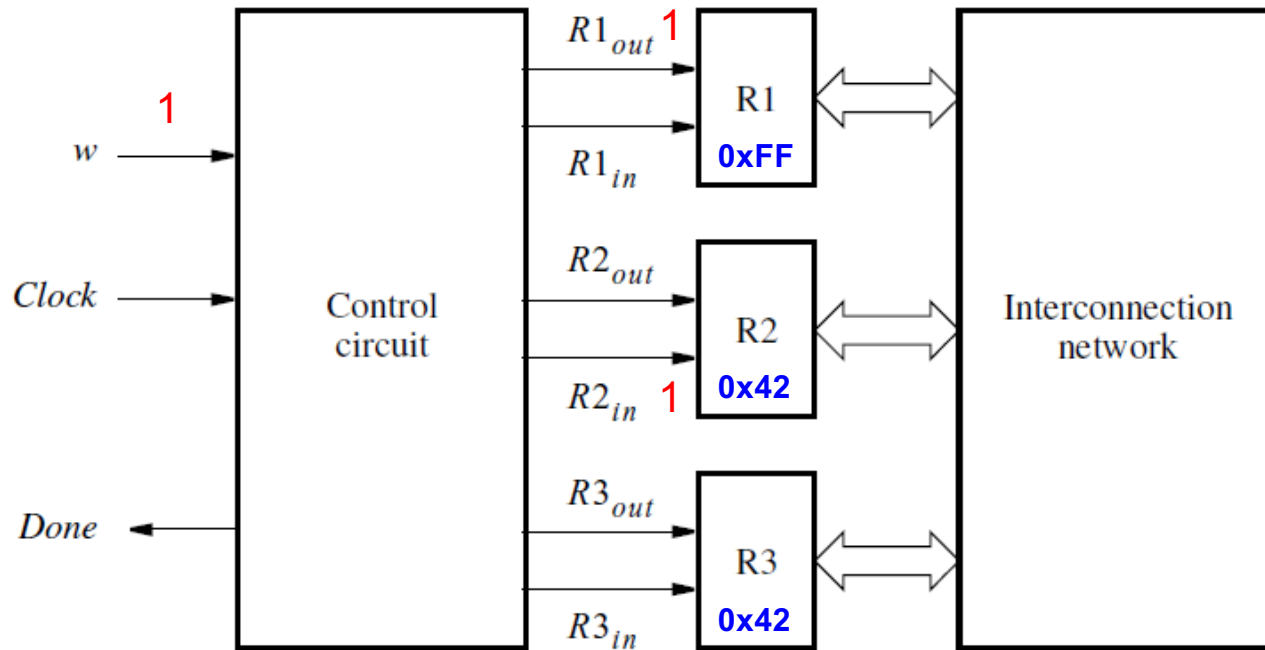 R1out 1
1
R1
w
0xFF
R1in
R2out
Clock
Control
circuit
R2
Interconnection
network
R2in 1
0x42
R3out
Done
R3
R3in
0x42